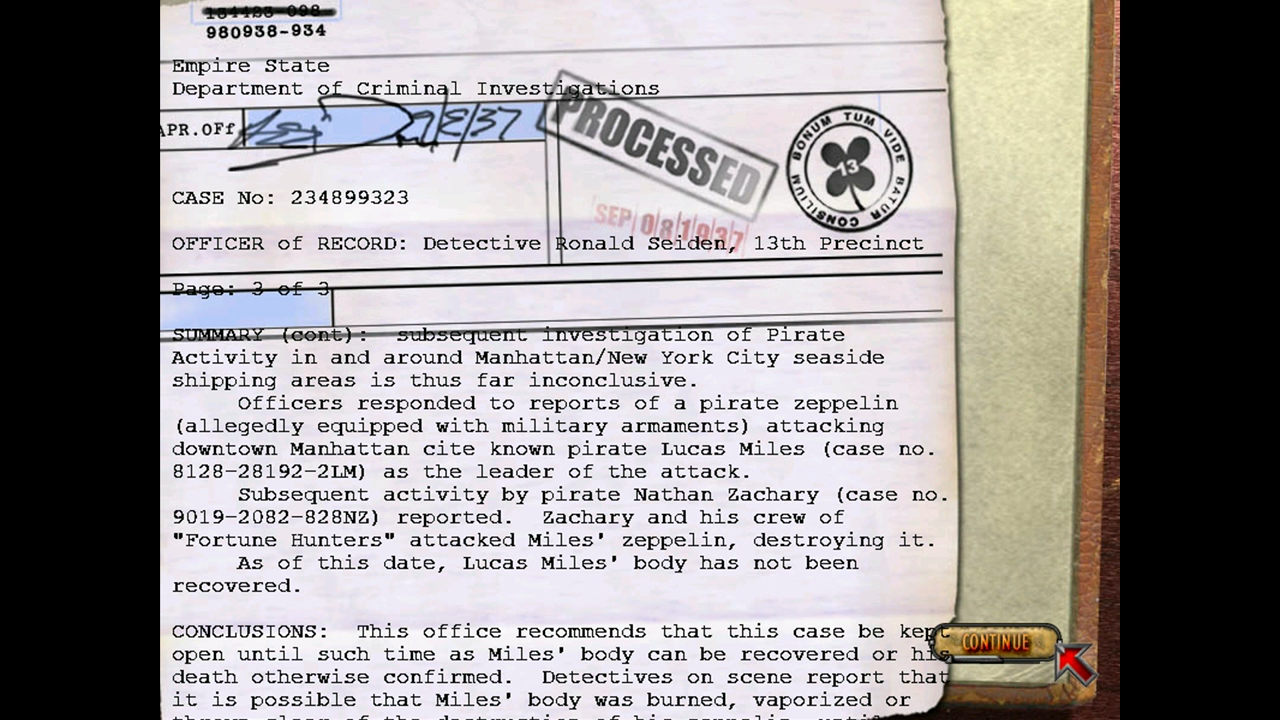 980938-934
Empire State
Department of Criminal Investigations
PROCESSED
BONUM TUM VIDE BATUR CONSILIUM
13
APR.OFF
9/8/37
CASE No: 234899323
SEP 081937
OFFICER of RECORD: Detective Ronald Seiden, 13th Precinct
Page: 3 of 3
SUMMARY (cont): subsequent investigation of Pirate
Activity in and around Manhattan/New York City seaside
shipping areas is thus far inconclusive.
Officers responded to reports of a pirate zeppelin
(allegedly equipped with military armaments) attacking
downtown Manhattan cite known pirate Lucas Miles (case no.
8128-28192-2LM) as the leader of the attack.
Subsequent activity by pirate Nathan Zachary (case no.
9019-2082-828NZ) reported. Zachary and his crew of
"Fortune Hunters" attacked Miles' zeppelin, destroying it.
As of this date, Lucas Miles' body has not been
recovered.
CONCLUSIONS: This office recommends that this case be kept
open until such time as Miles' body can be recovered or his
death otherwise confirmed. Detectives on scene report that
it is possible that Miles' body was burned, vaporized or
CONTINUE